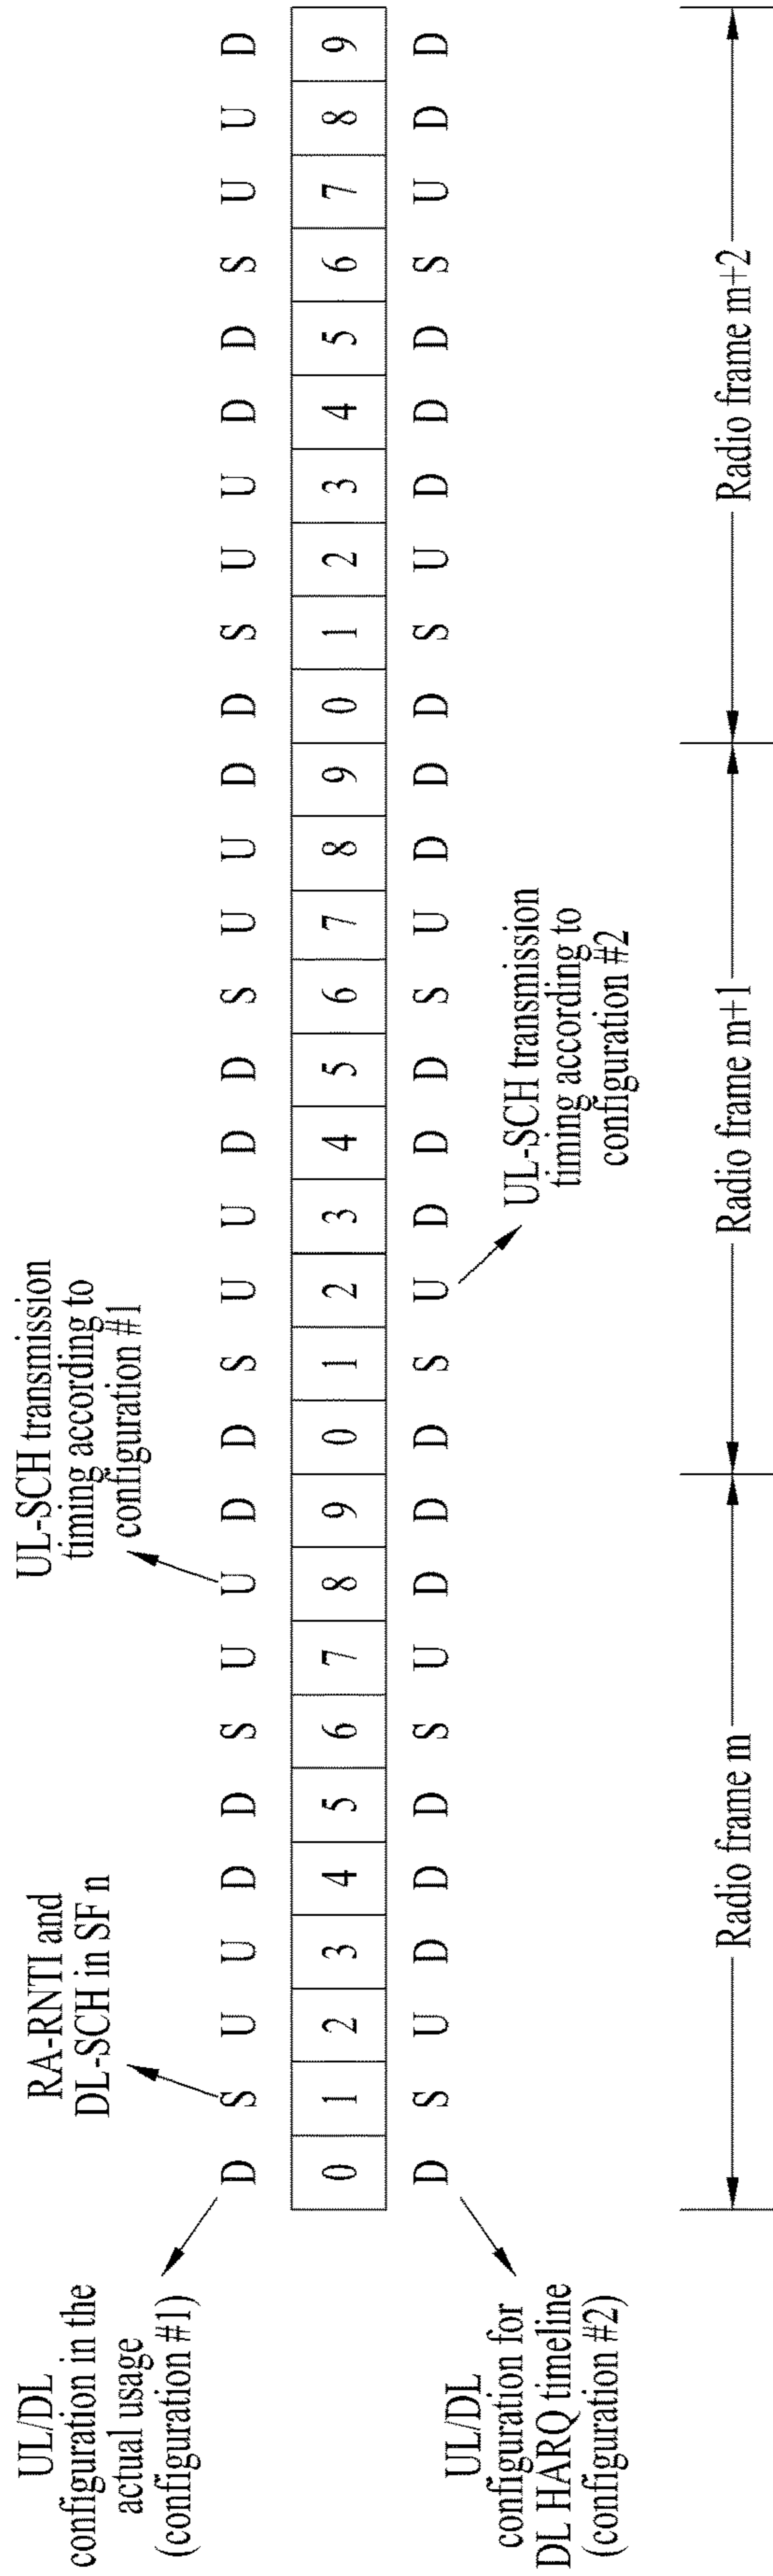 UL/DL
configuration in the
actual usage
(configuration #1)
RA-RNTI and
DL-SCH in SF n
UL-SCH transmission
timing according to
configuration #1
D S U U D D S U U D D S U U D D S U U D D S U U D D S U U D
0 1 2 3 4 5 6 7 8 9 0 1 2 3 4 5 6 7 8 9 0 1 2 3 4 5 6 7 8 9
D S U D D D S U D D D S U D D D S U D D D S U D D D S U D D
UL/DL
configuration for
DL HARQ timeline
(configuration #2)
UL-SCH transmission
timing according to
configuration #2
Radio frame m
Radio frame m+1
Radio frame m+2